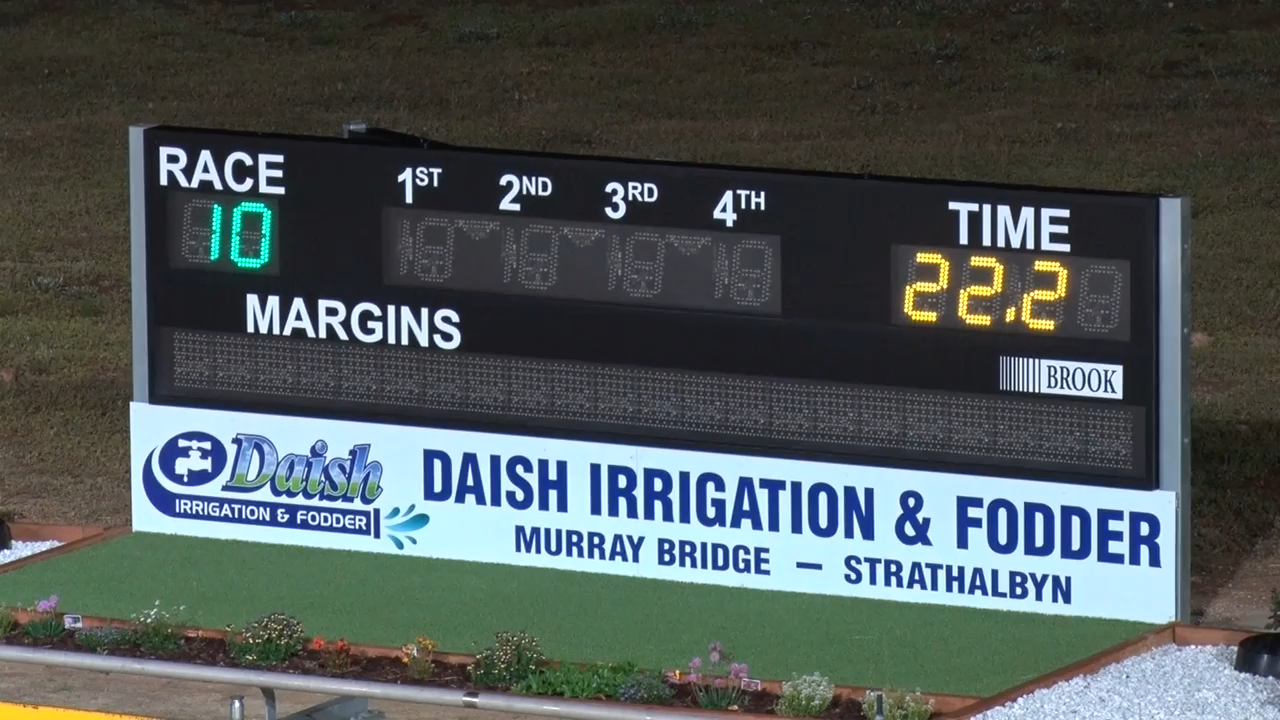 RACE
10
1ST 2ND 3RD 4TH
TIME
22.2
MARGINS
BROOK
Daish
IRRIGATION & FODDER
DAISH IRRIGATION & FODDER
MURRAY BRIDGE – STRATHALBYN